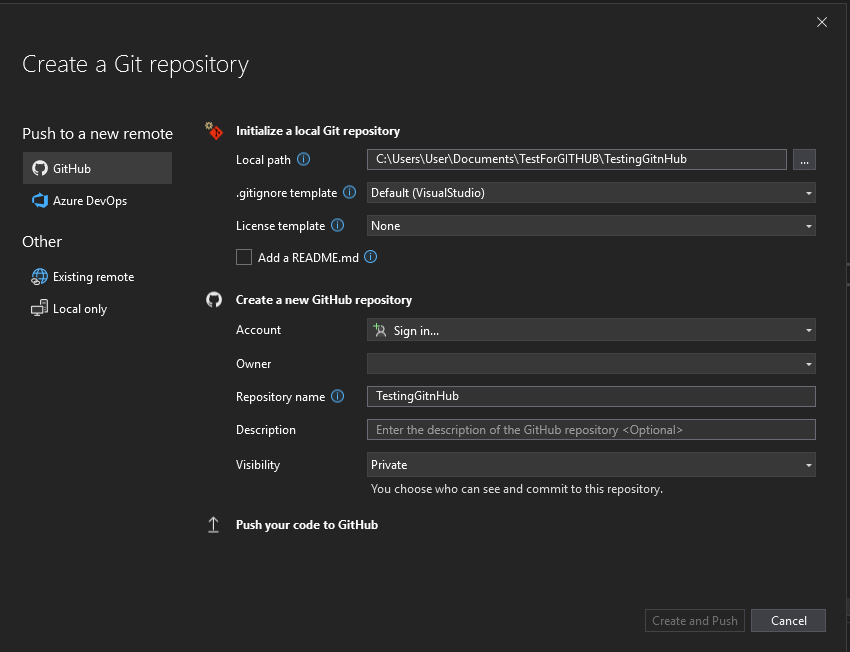 Create a Git repository
Push to a new remote
GitHub
Azure DevOps
Other
Existing remote
Local only
Initialize a local Git repository
Local path C:\Users\User\Documents\TestForGITHUB\TestingGitnHub ...
.gitignore template Default (VisualStudio)
License template None
Add a README.md
Create a new GitHub repository
Account Sign in...
Owner
Repository name TestingGitnHub
Description Enter the description of the GitHub repository <Optional>
Visibility Private
You choose who can see and commit to this repository.
Push your code to GitHub
Create and Push Cancel